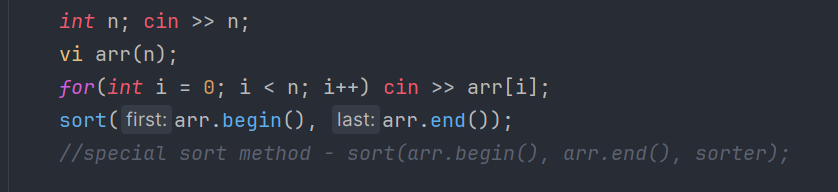 int n; cin >> n;
vi arr(n);
for(int i = 0; i < n; i++) cin >> arr[i];
sort( first: arr.begin(), last: arr.end());
//special sort method - sort(arr.begin(), arr.end(), sorter);